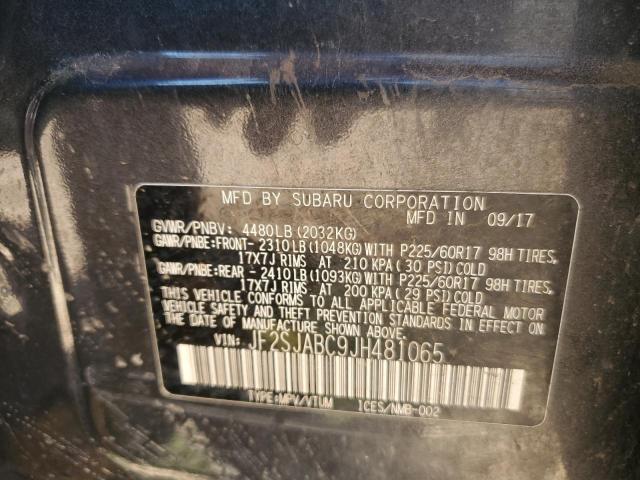 MFD BY SUBARU CORPORATION
MFD IN 09/17
GVWR/PNBV: 4480LB (2032KG)
GAWR/PNBE:FRONT- 2310LB(1048KG)WITH P225/60R17 98H TIRES,
17X7J RIMS AT 210 KPA(30 PSI)COLD
GAWR/PNBE:REAR - 2410LB(1093KG)WITH P225/60R17 98H TIRES,
17X7J RIMS AT 200 KPA(29 PSI)COLD
THIS VEHICLE CONFORMS TO ALL APPLICABLE FEDERAL MOTOR
VEHICLE SAFETY AND THEFT PREVENTION STANDARDS IN EFFECT ON
THE DATE OF MANUFACTURE SHOWN ABOVE.
VIN: JF2SJABC9JH481065
TYPE:MPV/VTUM ICES/NMB-002